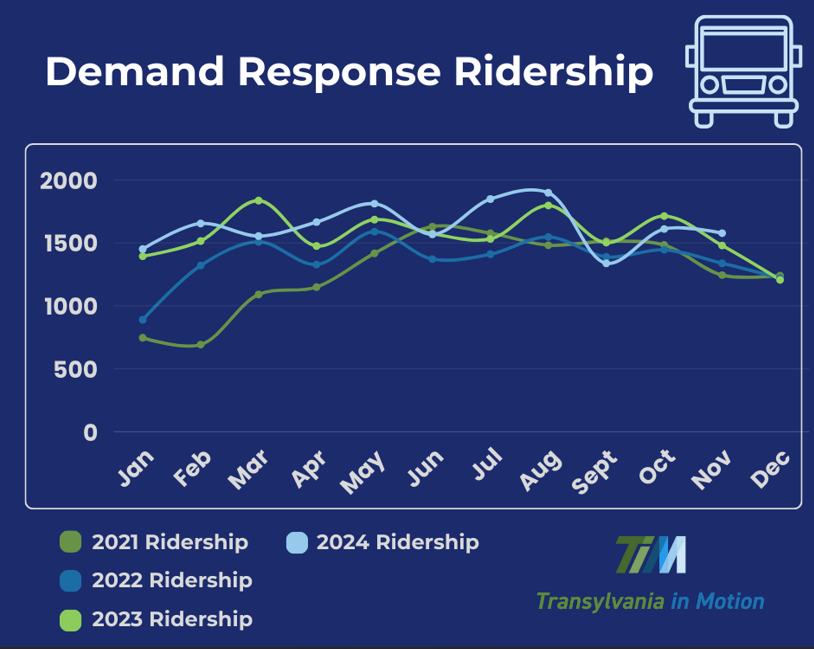 Demand Response Ridership
2000
1500
1000
500
0
Jan Feb Mar Apr May Jun Jul Aug Sept Oct Nov Dec
2021 Ridership
2024 Ridership
2022 Ridership
2023 Ridership
TIM
Transylvania in Motion